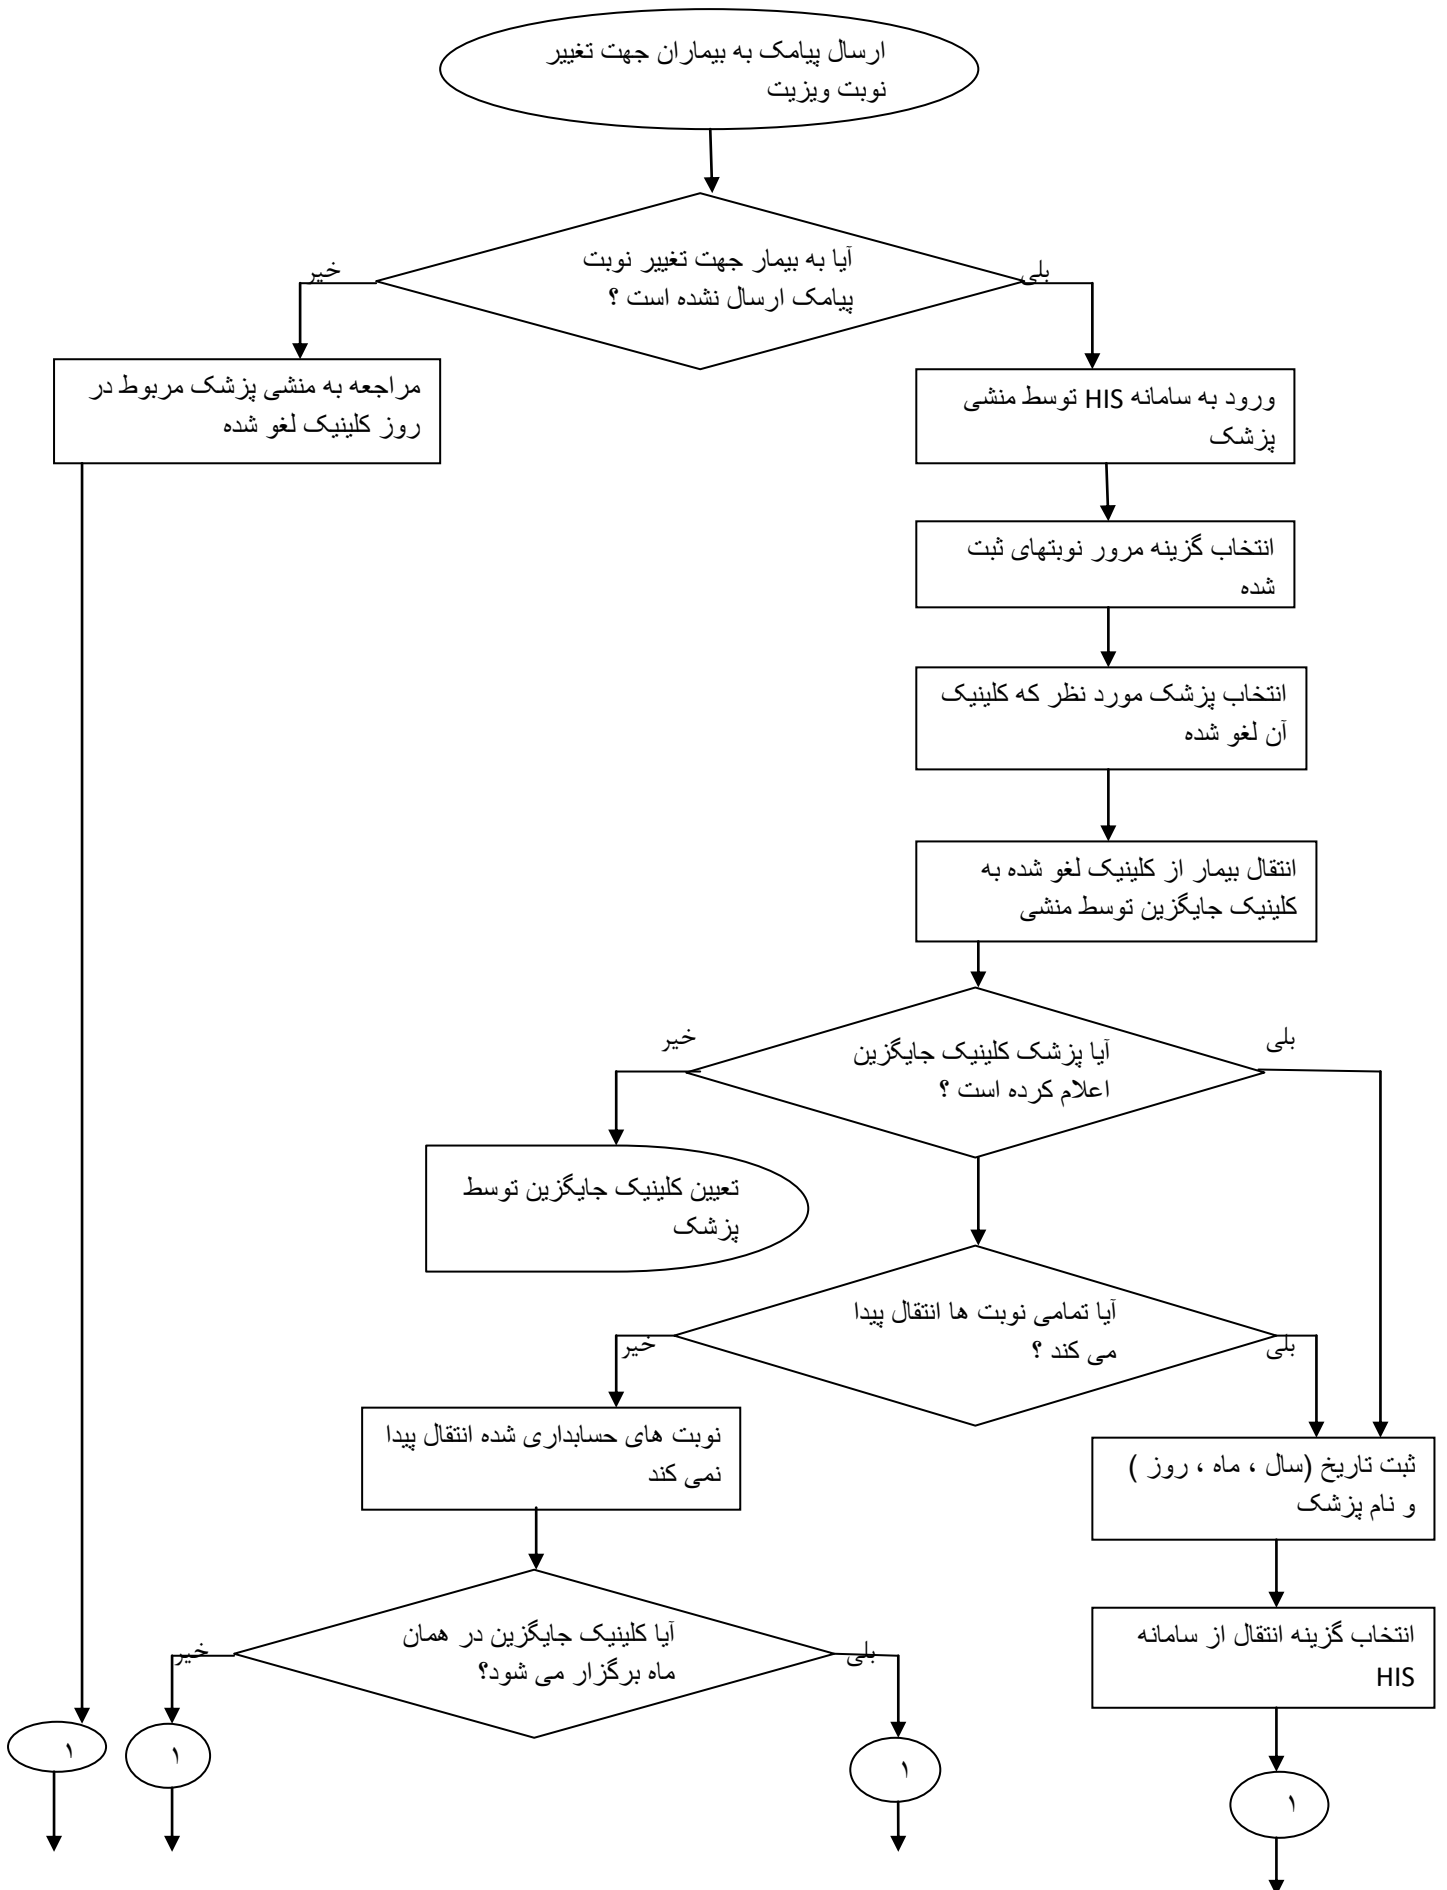 ارسال پیامک به بیماران جهت تغییر
نوبت ویزیت
آیا به بیمار جهت تغییر نوبت
پیامک ارسال نشده است ؟
بلی
خیر
ورود به سامانه HIS توسط منشی
پزشک
مراجعه به منشی پزشک مربوط در
روز کلینیک لغو شده
انتخاب گزینه مرور نوبتهای ثبت
شده
انتخاب پزشک مورد نظر که کلینیک
آن لغو شده
انتقال بیمار از کلینیک لغو شده به
کلینیک جایگزین توسط منشی
آیا پزشک کلینیک جایگزین
اعلام کرده است ؟
بلی
خیر
تعیین کلینیک جایگزین توسط
پزشک
آیا تمامی نوبت ها انتقال پیدا
می کند ؟
بلی
خیر
ثبت تاریخ (سال ، ماه ، روز )
و نام پزشک
نوبت های حسابداری شده انتقال پیدا
نمی کند
انتخاب گزینه انتقال از سامانه
HIS
آیا کلینیک جایگزین در همان
ماه برگزار می شود؟
بلی
خیر
۱
۱
۱
۱